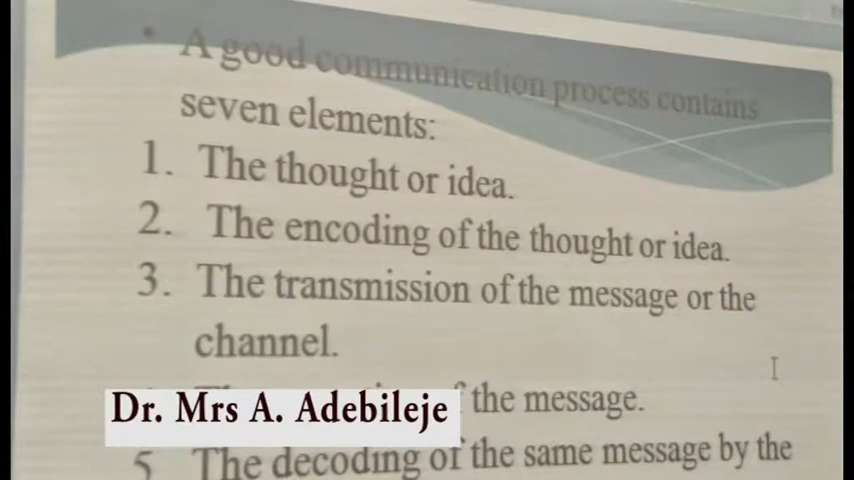 • A good communication process contains
seven elements:
1. The thought or idea.
2. The encoding of the thought or idea.
3. The transmission of the message or the
channel.
the message.
Dr. Mrs A. Adebileje
5 The decoding of the same message by the